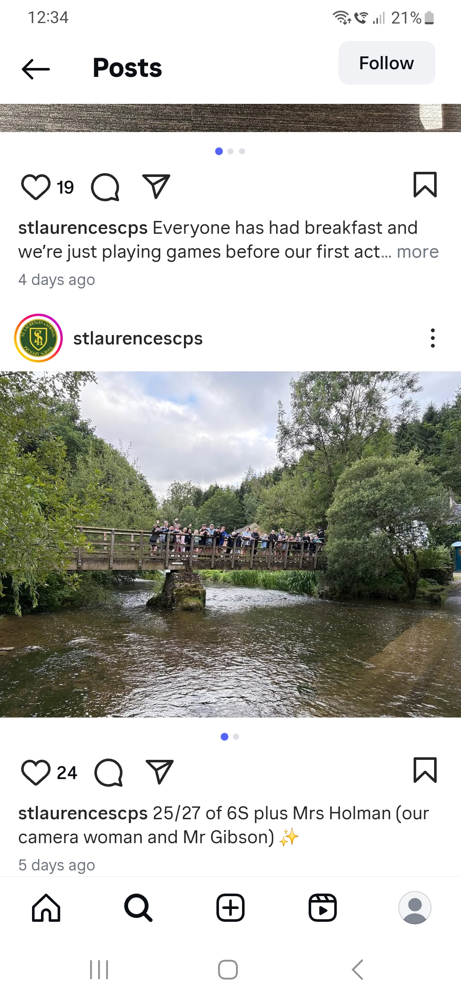 12:34
21%
Posts
Follow
19
stlaurencescps Everyone has had breakfast and
we’re just playing games before our first act... more
4 days ago
ST. LAURENCES CATHOLIC
PRIMARY SCHOOL
stlaurencescps
24
stlaurencescps 25/27 of 6S plus Mrs Holman (our
camera woman and Mr Gibson) ✨
5 days ago